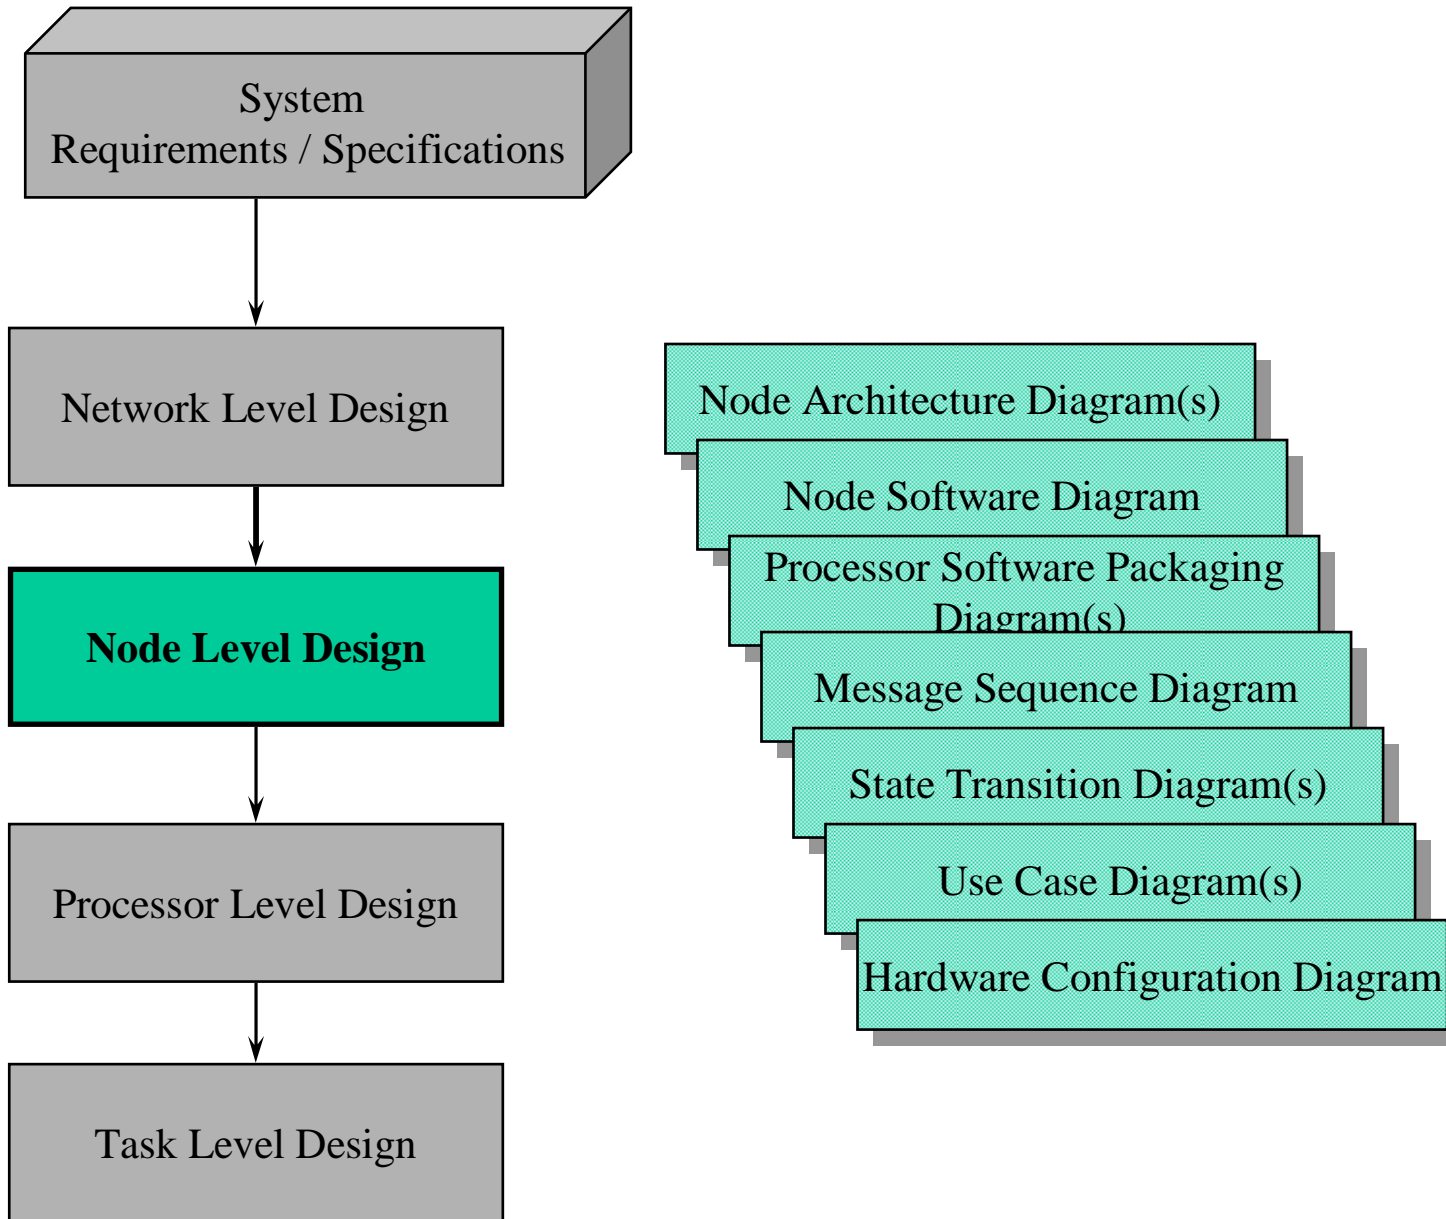 System
Requirements / Specifications
Network Level Design
Node Level Design
Processor Level Design
Task Level Design
Node Architecture Diagram(s)
Node Software Diagram
Processor Software Packaging
Diagram(s)
Message Sequence Diagram
State Transition Diagram(s)
Use Case Diagram(s)
Hardware Configuration Diagram